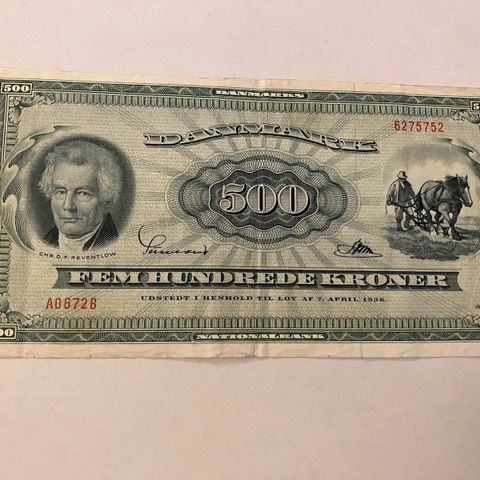 DANMARKS
500
6275752
DANMARK
500
CHR. D. F. REVENTLOW
FEM HUNDREDE KRONER
A0672B
UDSTEDT I HENHOLD TIL LOV AF 7. APRIL 1936.
NATIONALBANK